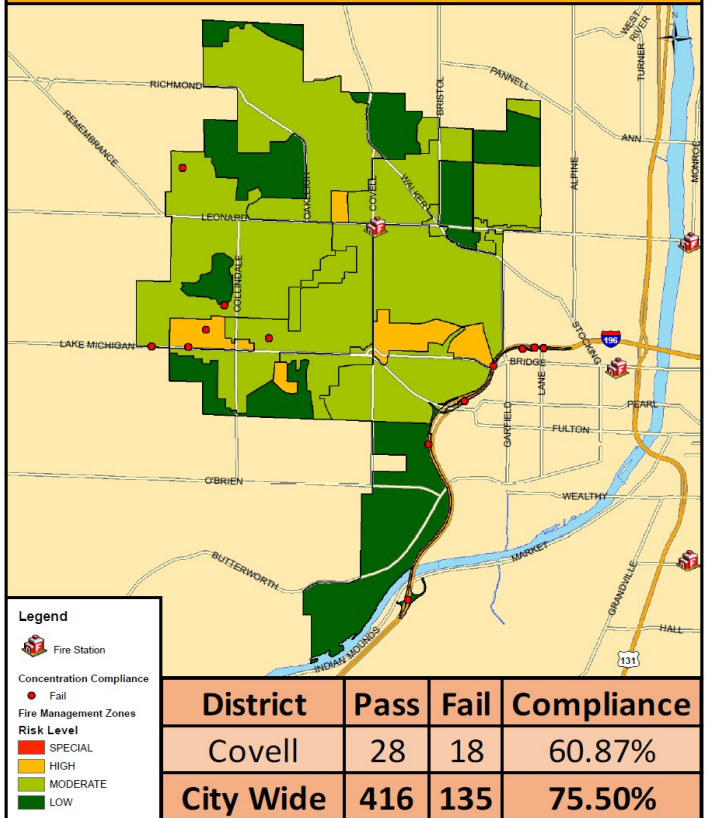 WEST
RIVER
N
TURNER
PANNELL
RICHMOND
BRISTOL
REMEMBRANCE
ANN
ALPINE
MONROE
WALKER
OAKLEIGH
COVELL
LEONARD
COLLINDALE
STOCKING
196
LAKE MICHIGAN
BRIDGE
LANE
GARFIELD
PEARL
FULTON
O'BRIEN
WEALTHY
MARKET
BUTTERWORTH
GRANDVILLE
HALL
INDIAN MOUNDS
131
Legend
F Fire Station
Concentration Compliance
Fail
Fire Management Zones
Risk Level
SPECIAL
HIGH
MODERATE
LOW
District Pass Fail Compliance
Covell 28 18 60.87%
City Wide 416 135 75.50%